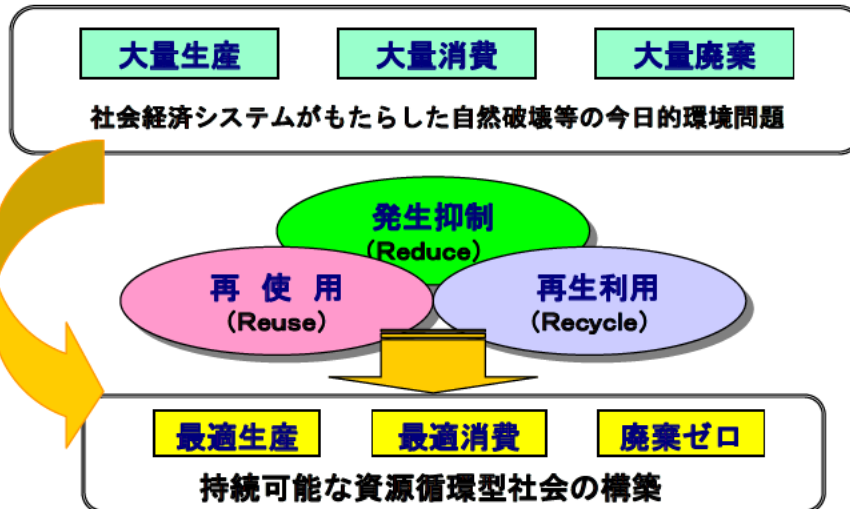 大量生産 大量消費 大量廃棄
社会経済システムがもたらした自然破壊等の今日的環境問題
発生抑制
(Reduce)
再 使 用 再生利用
(Reuse) (Recycle)
最適生産 最適消費 廃棄ゼロ
持続可能な資源循環型社会の構築